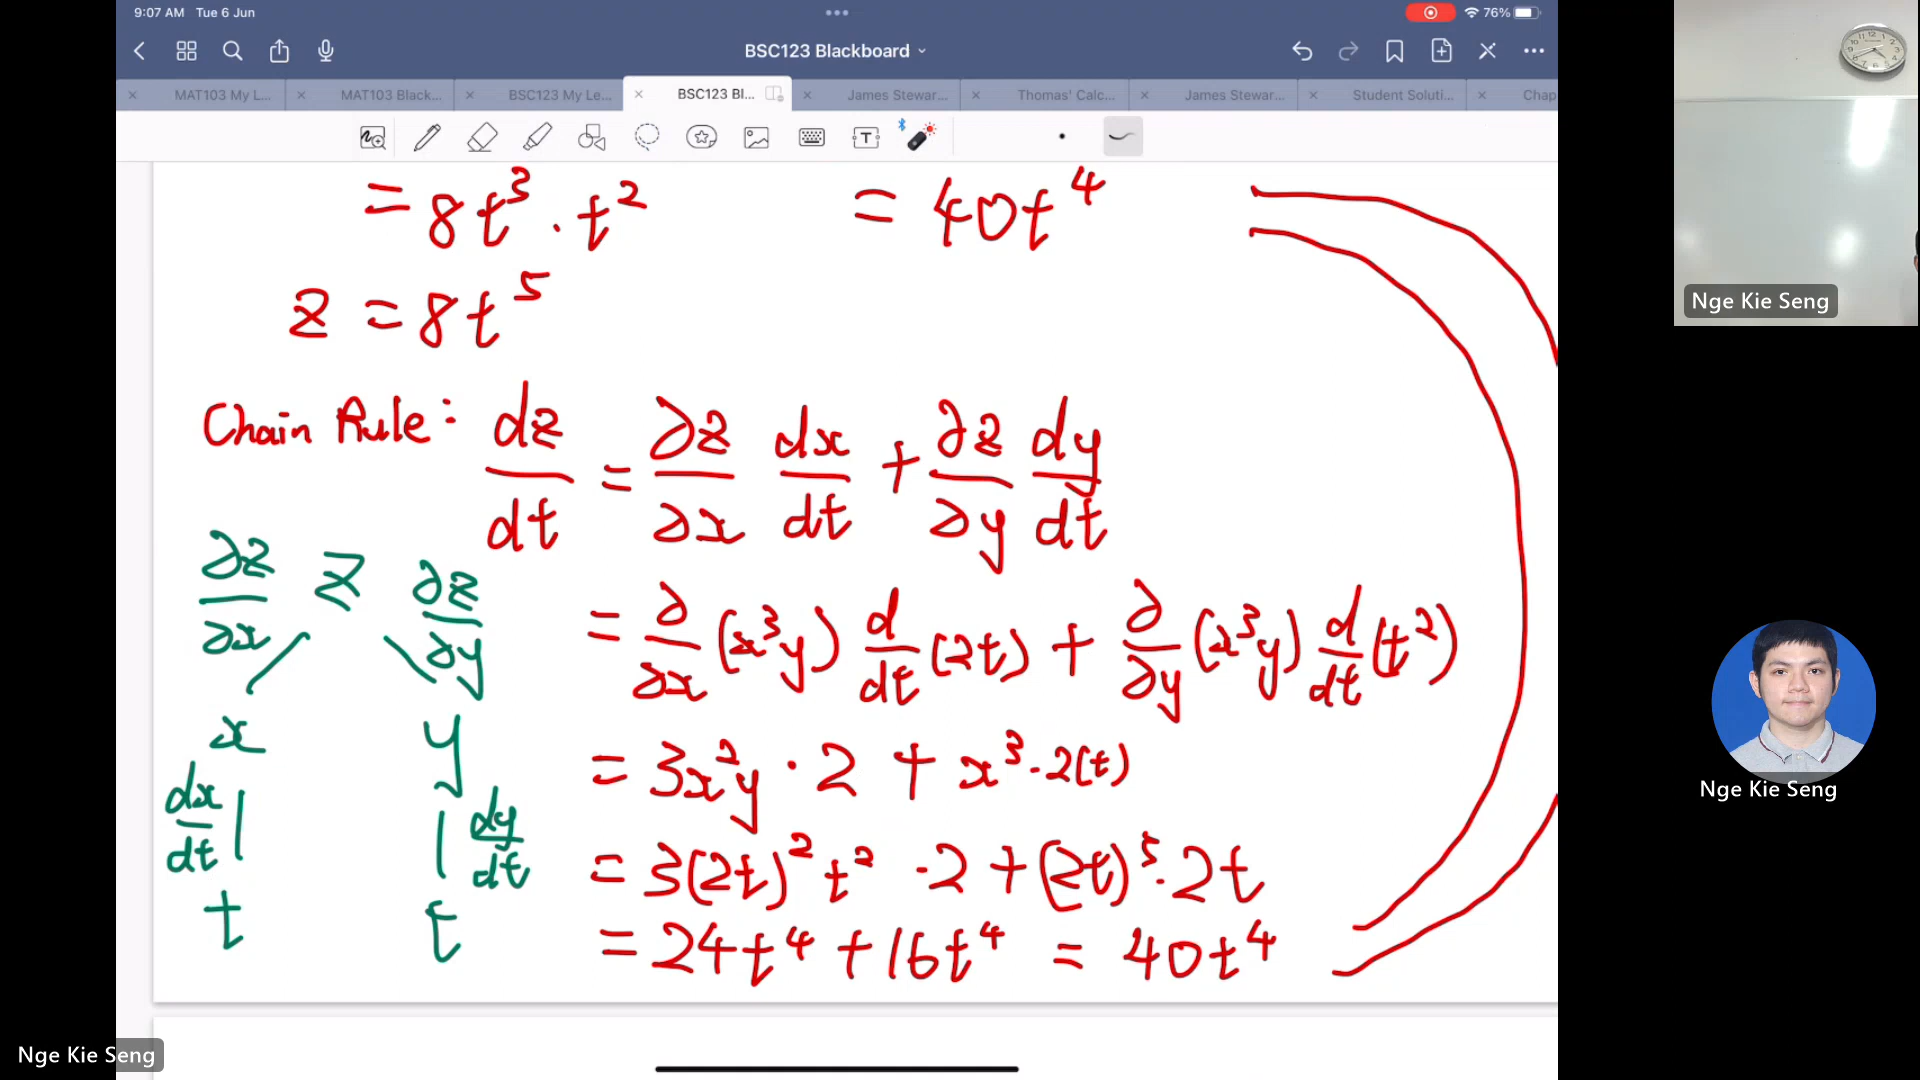 9:07 AM Tue 6 Jun
76%
BSC123 Blackboard
MAT103 My L...
MAT103 Black...
BSC123 My Le...
BSC123 Bl...
James Stewar...
Thomas' Calc...
James Stewar...
Student Soluti...
Chap
= 8t³ · t² = 40t⁴
z = 8t⁵
Chain Rule: dz/dt = ∂z/∂x dx/dt + ∂z/∂y dy/dt
∂z/∂x z ∂z/∂y
= ∂/∂x (x³y) d/dt (2t) + ∂/∂y (x³y) d/dt (t²)
x y
= 3x²y · 2 + x³ · 2(t)
dx/dt dy/dt
= 3(2t)² t² · 2 + (2t)³ · 2t
t t
= 24t⁴ + 16t⁴ = 40t⁴
Nge Kie Seng
Nge Kie Seng
Nge Kie Seng